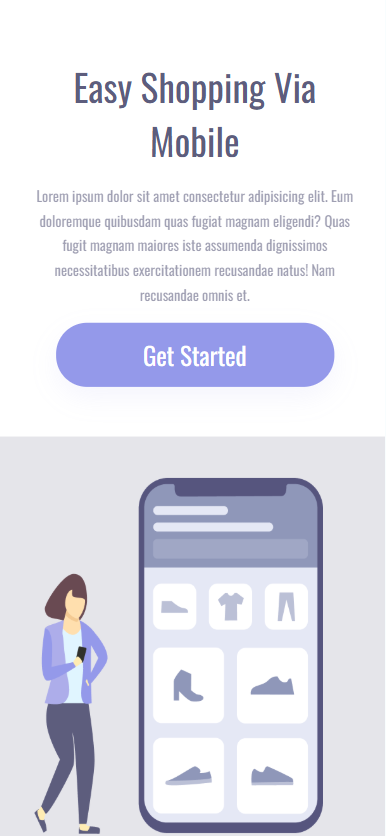 Easy Shopping Via
Mobile
Lorem ipsum dolor sit amet consectetur adipisicing elit. Eum
doloremque quibusdam quas fugiat magnam eligendi? Quas
fugit magnam maiores iste assumenda dignissimos
necessitatibus exercitationem recusandae natus! Nam
recusandae omnis et.
Get Started